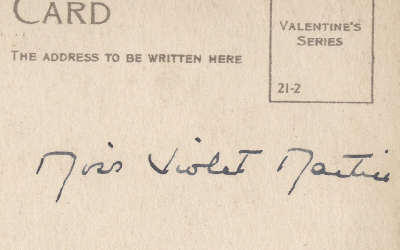 CARD
THE ADDRESS TO BE WRITTEN HERE
VALENTINE'S
SERIES
21-2
Miss Violet Martin